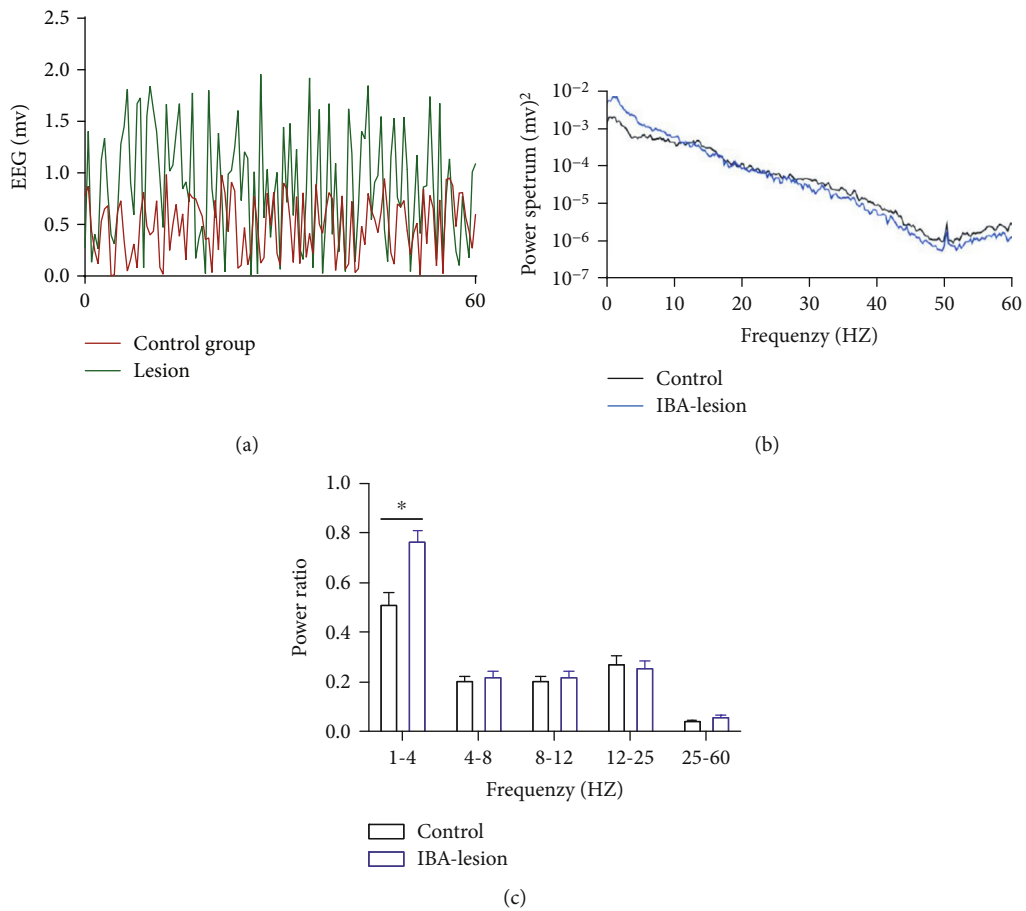 2.5
2.0
1.5
1.0
0.5
0.0
EEG (mv)
0 60
Control group
Lesion
(a)
10−2
10−3
10−4
10−5
10−6
10−7
Power spetrum (mv)2
0 10 20 30 40 50 60
Frequenzy (HZ)
Control
IBA-lesion
(b)
1.0
0.8
0.6
0.4
0.2
0.0
Power ratio
*
1-4 4-8 8-12 12-25 25-60
Frequenzy (HZ)
Control
IBA-lesion
(c)